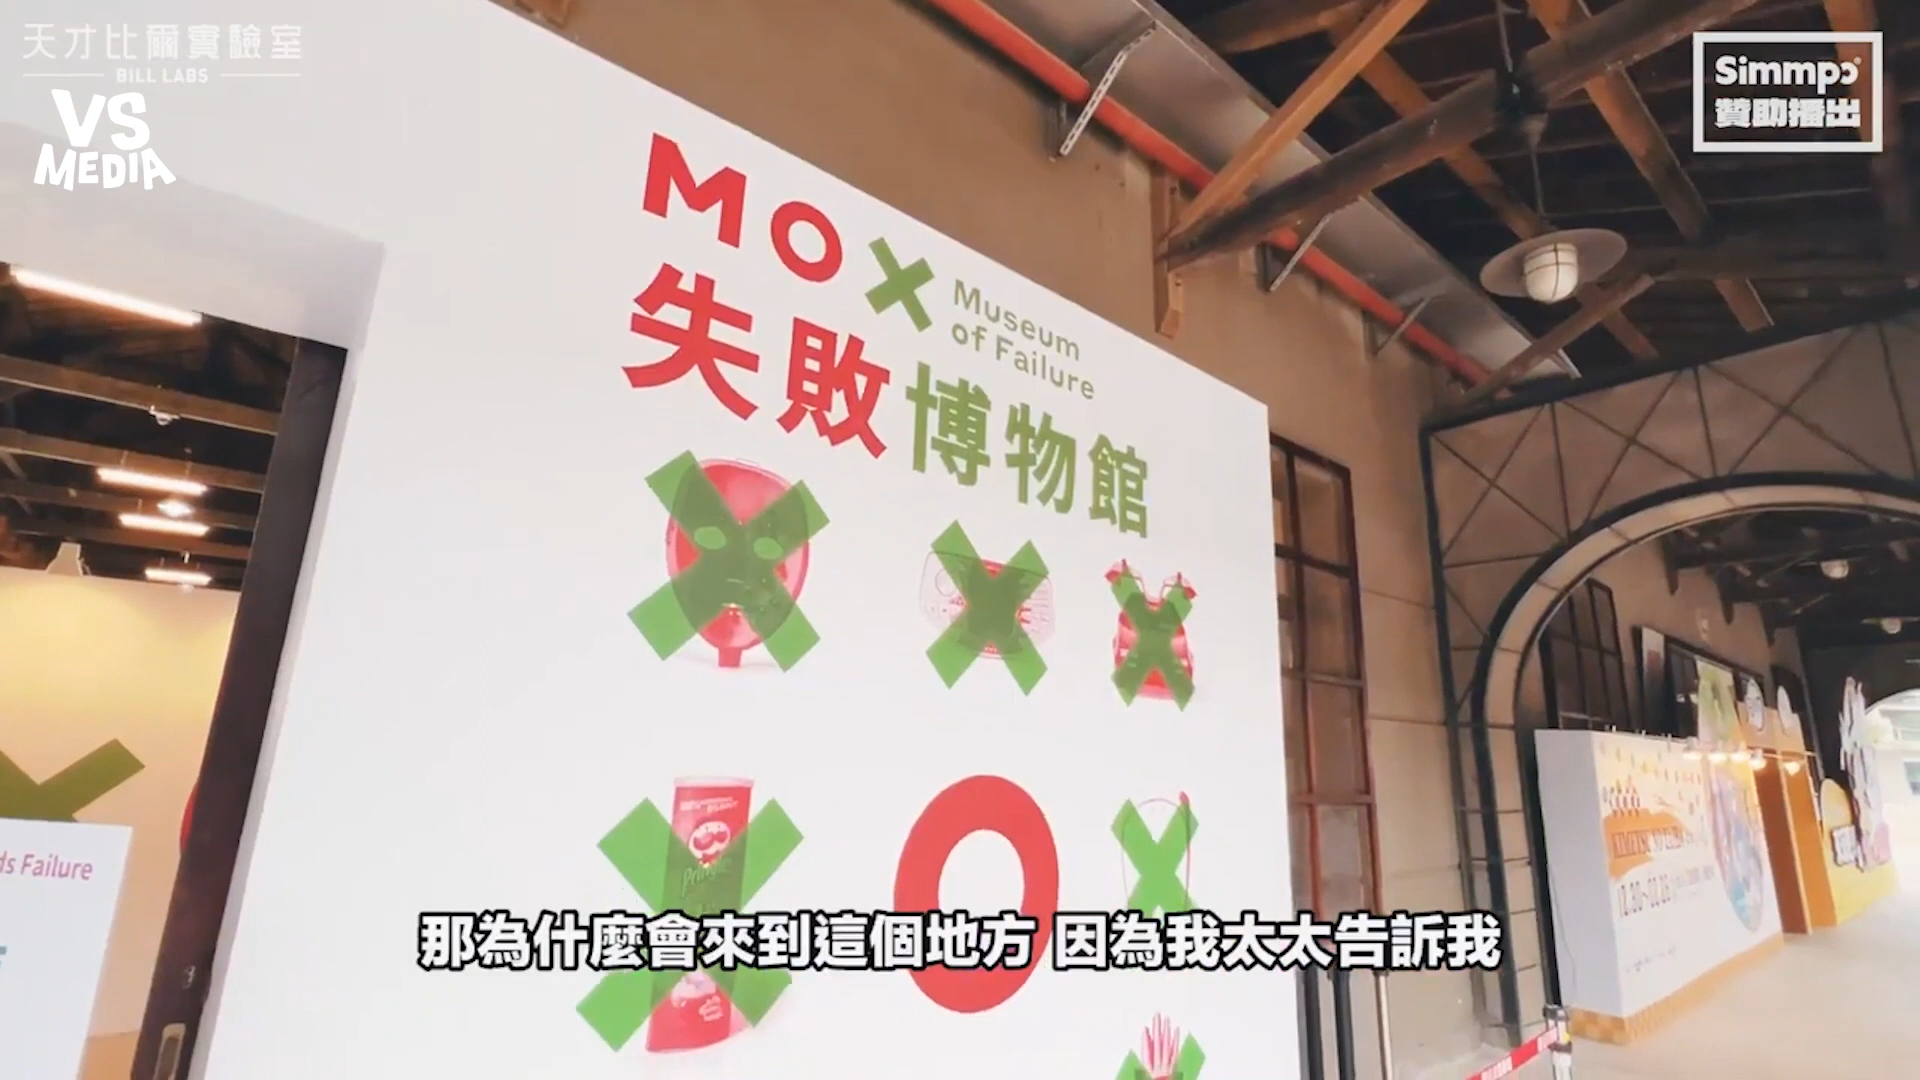 天才比爾實驗室
BILL LABS
VS
MEDIA
Simmpo
贊助播出
MOX
Museum
of Failure
失敗博物館
Pringles
ds Failure
那為什麼會來到這個地方 因為我太太告訴我